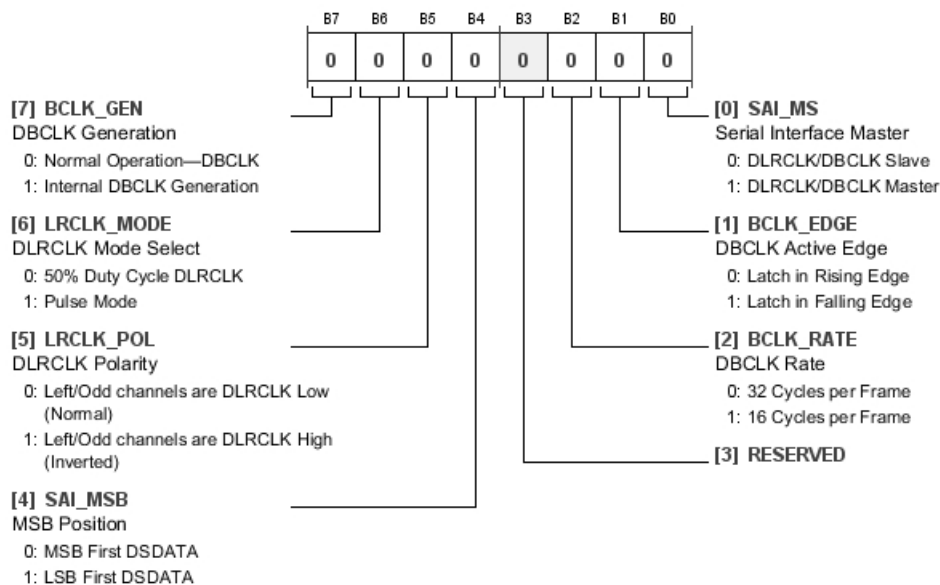 B7 B6 B5 B4 B3 B2 B1 B0
0 0 0 0 0 0 0 0
[7] BCLK_GEN
DBCLK Generation
0: Normal Operation—DBCLK
1: Internal DBCLK Generation
[6] LRCLK_MODE
DLRCLK Mode Select
0: 50% Duty Cycle DLRCLK
1: Pulse Mode
[5] LRCLK_POL
DLRCLK Polarity
0: Left/Odd channels are DLRCLK Low
(Normal)
1: Left/Odd channels are DLRCLK High
(Inverted)
[4] SAI_MSB
MSB Position
0: MSB First DSDATA
1: LSB First DSDATA
[0] SAI_MS
Serial Interface Master
0: DLRCLK/DBCLK Slave
1: DLRCLK/DBCLK Master
[1] BCLK_EDGE
DBCLK Active Edge
0: Latch in Rising Edge
1: Latch in Falling Edge
[2] BCLK_RATE
DBCLK Rate
0: 32 Cycles per Frame
1: 16 Cycles per Frame
[3] RESERVED